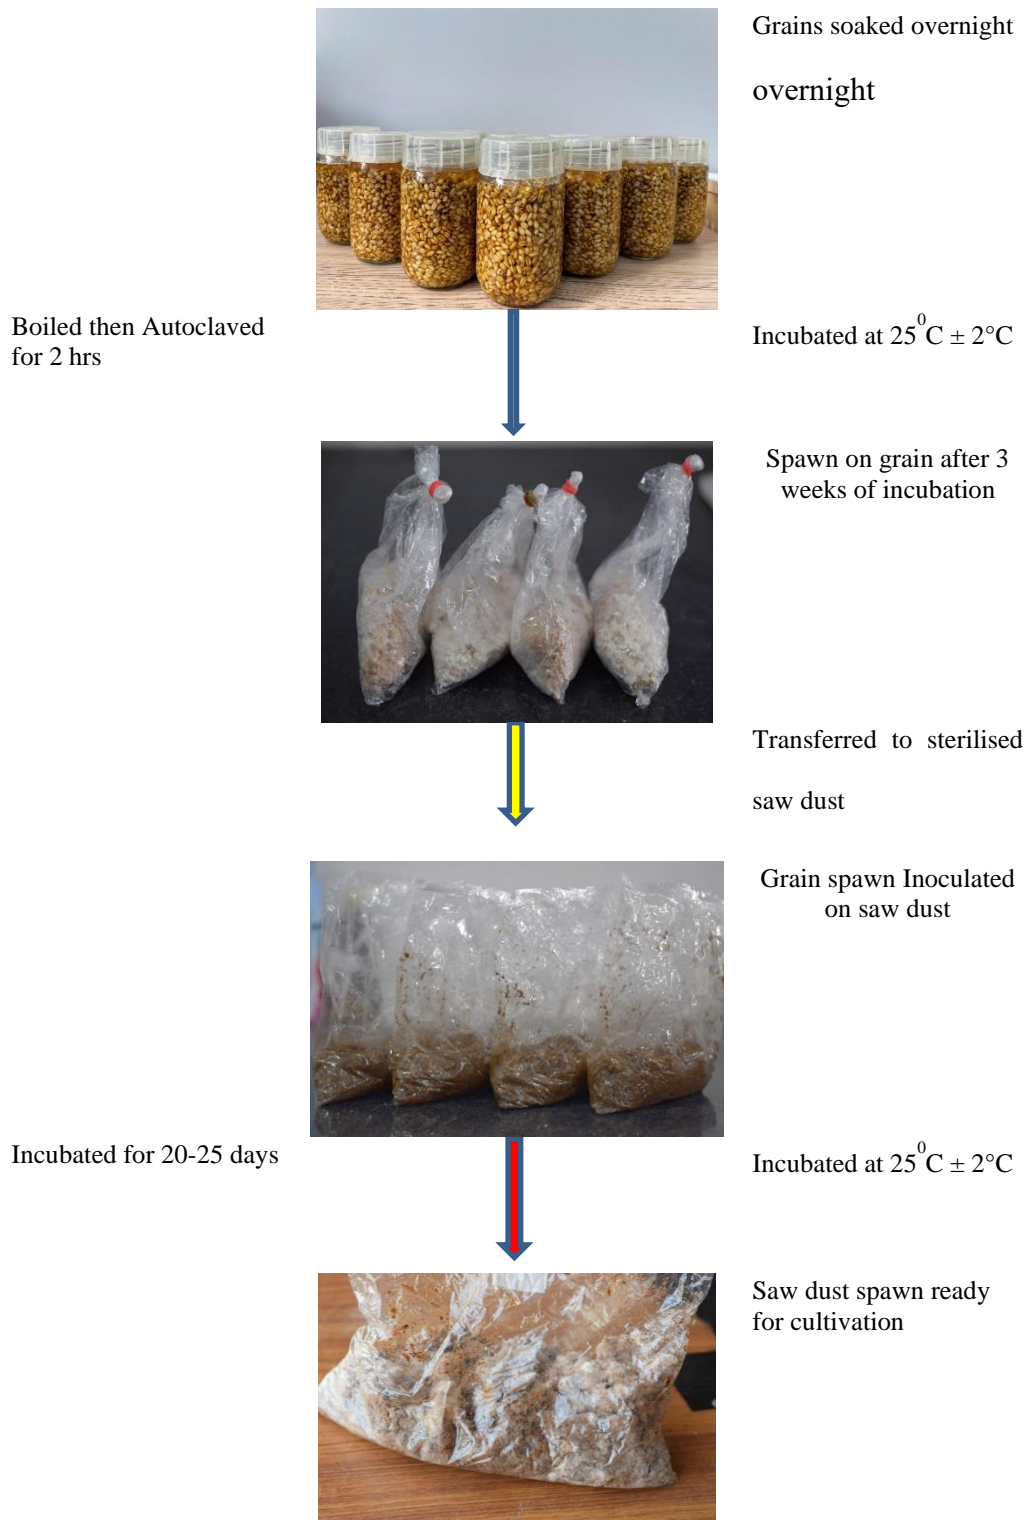 Grains soaked overnight
overnight
Boiled then Autoclaved
for 2 hrs
Incubated at 25⁰C ± 2°C
Spawn on grain after 3
weeks of incubation
Transferred to sterilised
saw dust
Grain spawn Inoculated
on saw dust
Incubated for 20-25 days
Incubated at 25⁰C ± 2°C
Saw dust spawn ready
for cultivation